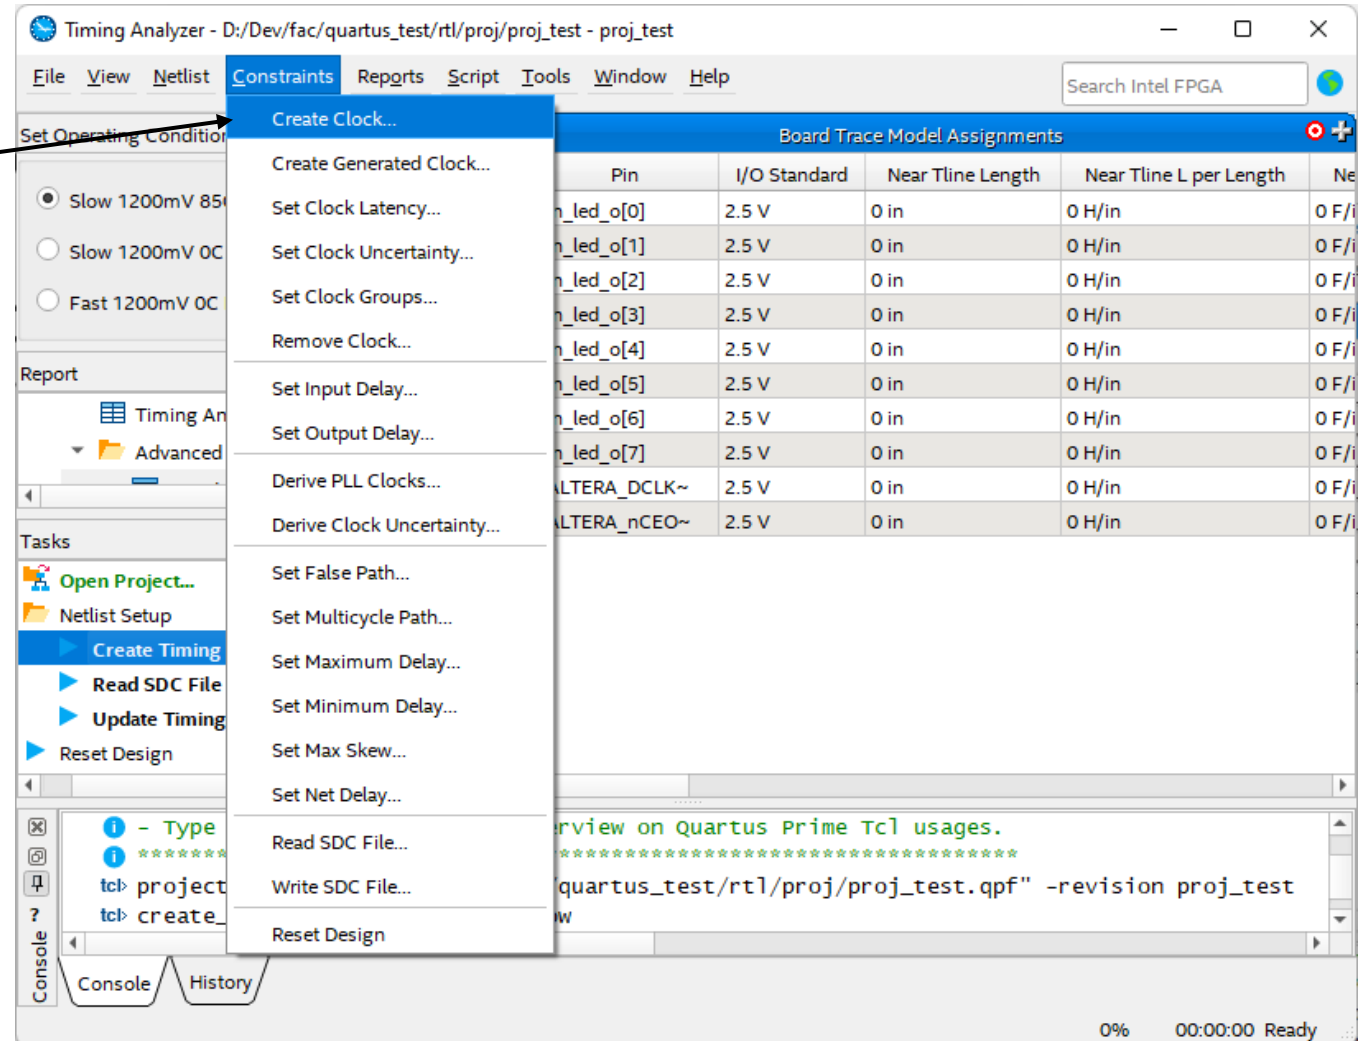 Timing Analyzer - D:/Dev/fac/quartus_test/rtl/proj/proj_test - proj_test
File View Netlist Constraints Reports Script Tools Window Help
Search Intel FPGA
Create Clock...
Create Generated Clock...
Set Clock Latency...
Set Clock Uncertainty...
Set Clock Groups...
Remove Clock...
Set Input Delay...
Set Output Delay...
Derive PLL Clocks...
Derive Clock Uncertainty...
Set False Path...
Set Multicycle Path...
Set Maximum Delay...
Set Minimum Delay...
Set Max Skew...
Set Net Delay...
Read SDC File...
Write SDC File...
Reset Design
Set Operating Condition
Slow 1200mV 85
Slow 1200mV 0C
Fast 1200mV 0C
Report
Timing An
Advanced
Tasks
Open Project...
Netlist Setup
Create Timing
Read SDC File
Update Timing
Reset Design
Board Trace Model Assignments
Pin I/O Standard Near Tline Length Near Tline L per Length Ne
_led_o[0] 2.5 V 0 in 0 H/in 0 F/i
_led_o[1] 2.5 V 0 in 0 H/in 0 F/i
_led_o[2] 2.5 V 0 in 0 H/in 0 F/i
_led_o[3] 2.5 V 0 in 0 H/in 0 F/i
_led_o[4] 2.5 V 0 in 0 H/in 0 F/i
_led_o[5] 2.5 V 0 in 0 H/in 0 F/i
_led_o[6] 2.5 V 0 in 0 H/in 0 F/i
_led_o[7] 2.5 V 0 in 0 H/in 0 F/i
ALTERA_DCLK~ 2.5 V 0 in 0 H/in 0 F/i
ALTERA_nCEO~ 2.5 V 0 in 0 H/in 0 F/i
- Type erview on Quartus Prime Tcl usages.
******* ************************************
tcl> project quartus_test/rtl/proj/proj_test.qpf" -revision proj_test
tcl> create_ ow
?
Console
Console History
0% 00:00:00 Ready